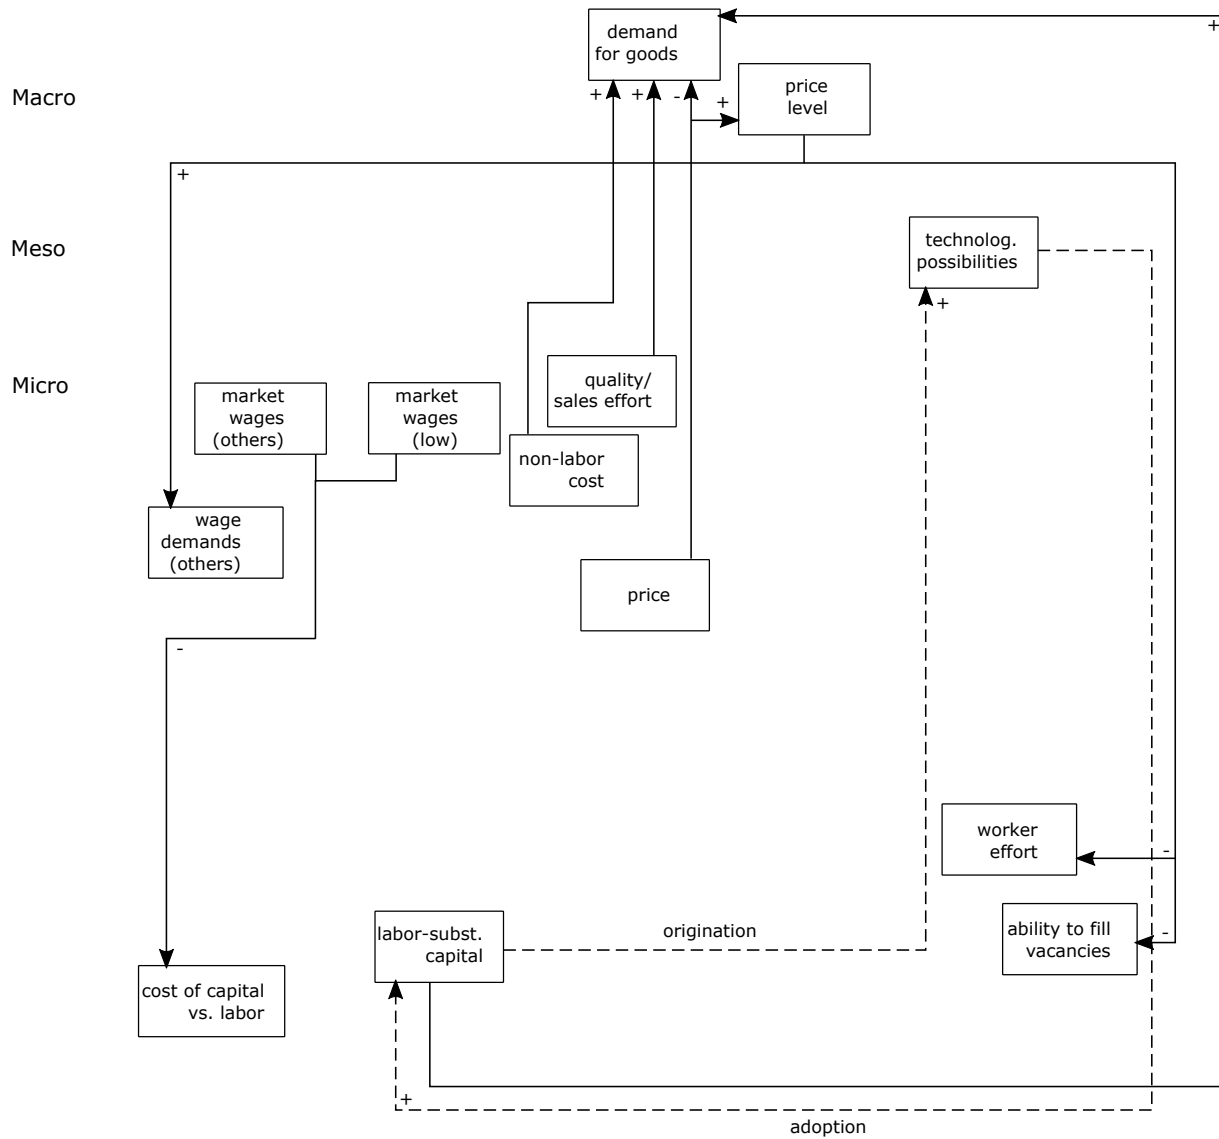 demand
for goods
+
Macro
+
+
-
+
price
level
+
Meso
technolog.
possibilities
+
Micro
market
wages
(others)
market
wages
(low)
quality/
sales effort
non-labor
cost
wage
demands
(others)
price
-
worker
effort
-
labor-subst.
capital
origination
ability to fill
vacancies
-
cost of capital
vs. labor
+
adoption